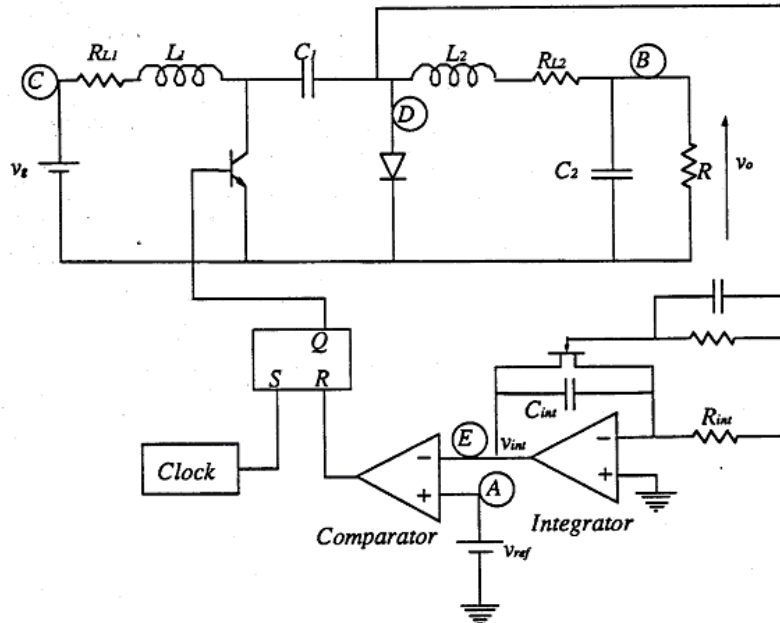 C
R_L1
L_1
C_1
L_2
R_L2
B
D
v_g
C_2
R
v_o
Q
S
R
Clock
Comparator
E
A
v_ref
v_int
C_int
Integrator
R_int
−
+
−
+